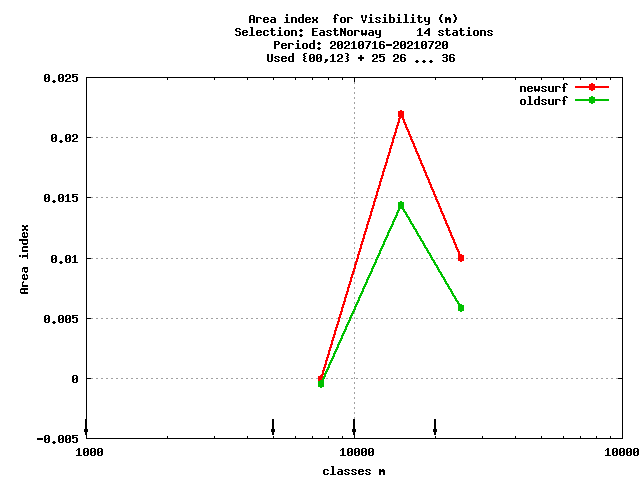 Area index  for Visibility (m)
Selection: EastNorway     14 stations
Period: 20210716-20210720
Used {00,12} + 25 26 ... 36
0.025
newsurf
oldsurf
0.02
0.015
Area index
0.01
0.005
0
-0.005
1000 10000 10000
classes m